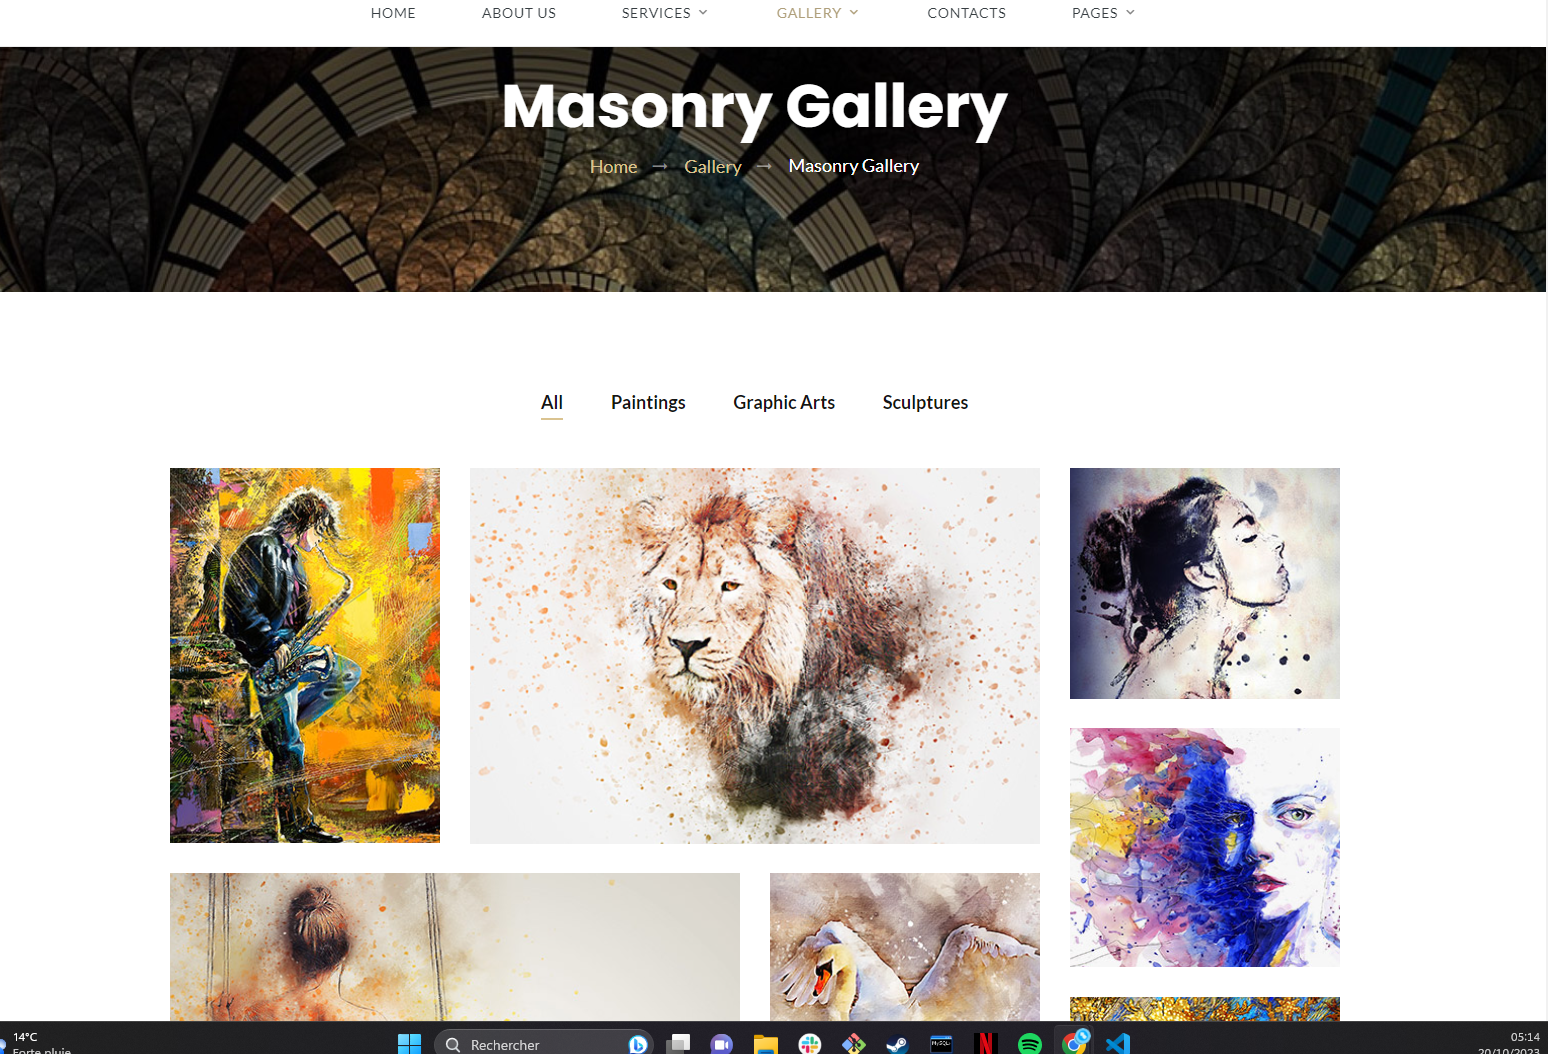 HOME ABOUT US SERVICES GALLERY CONTACTS PAGES
Masonry Gallery
Home → Gallery → Masonry Gallery
All Paintings Graphic Arts Sculptures
14°C
Forte pluie
Rechercher
MySQL
N
05:14
20/10/2023